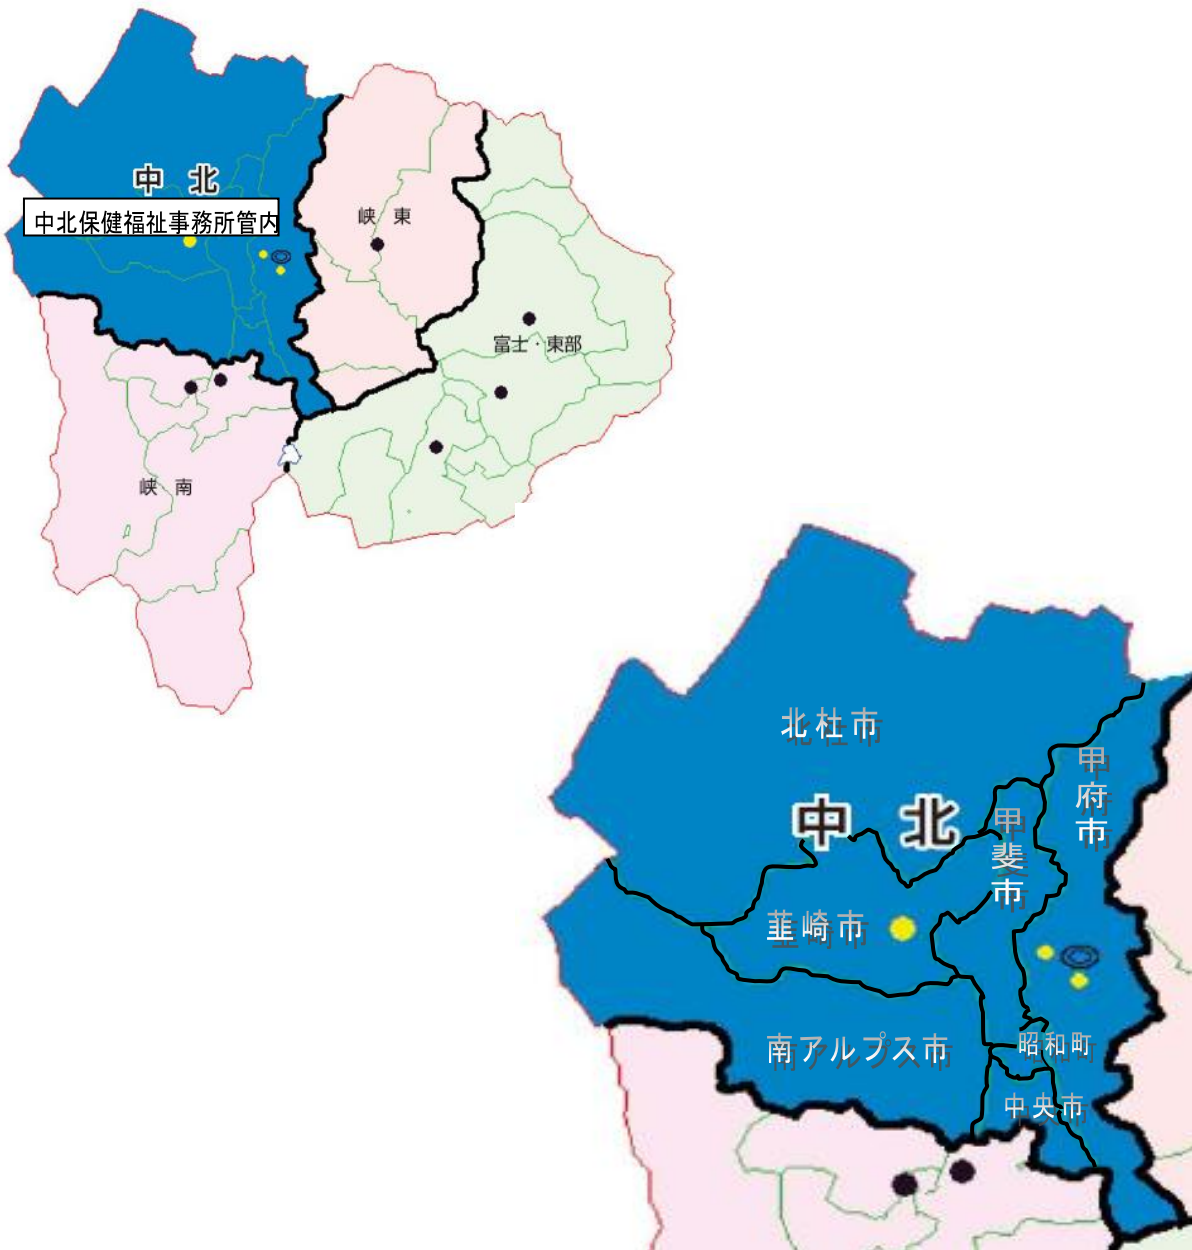 中 北
中北保健福祉事務所管内
峡 東
富士・東部
峡 南
北杜市
甲府市
中 北
甲斐市
韮崎市
南アルプス市
昭和町
中央市